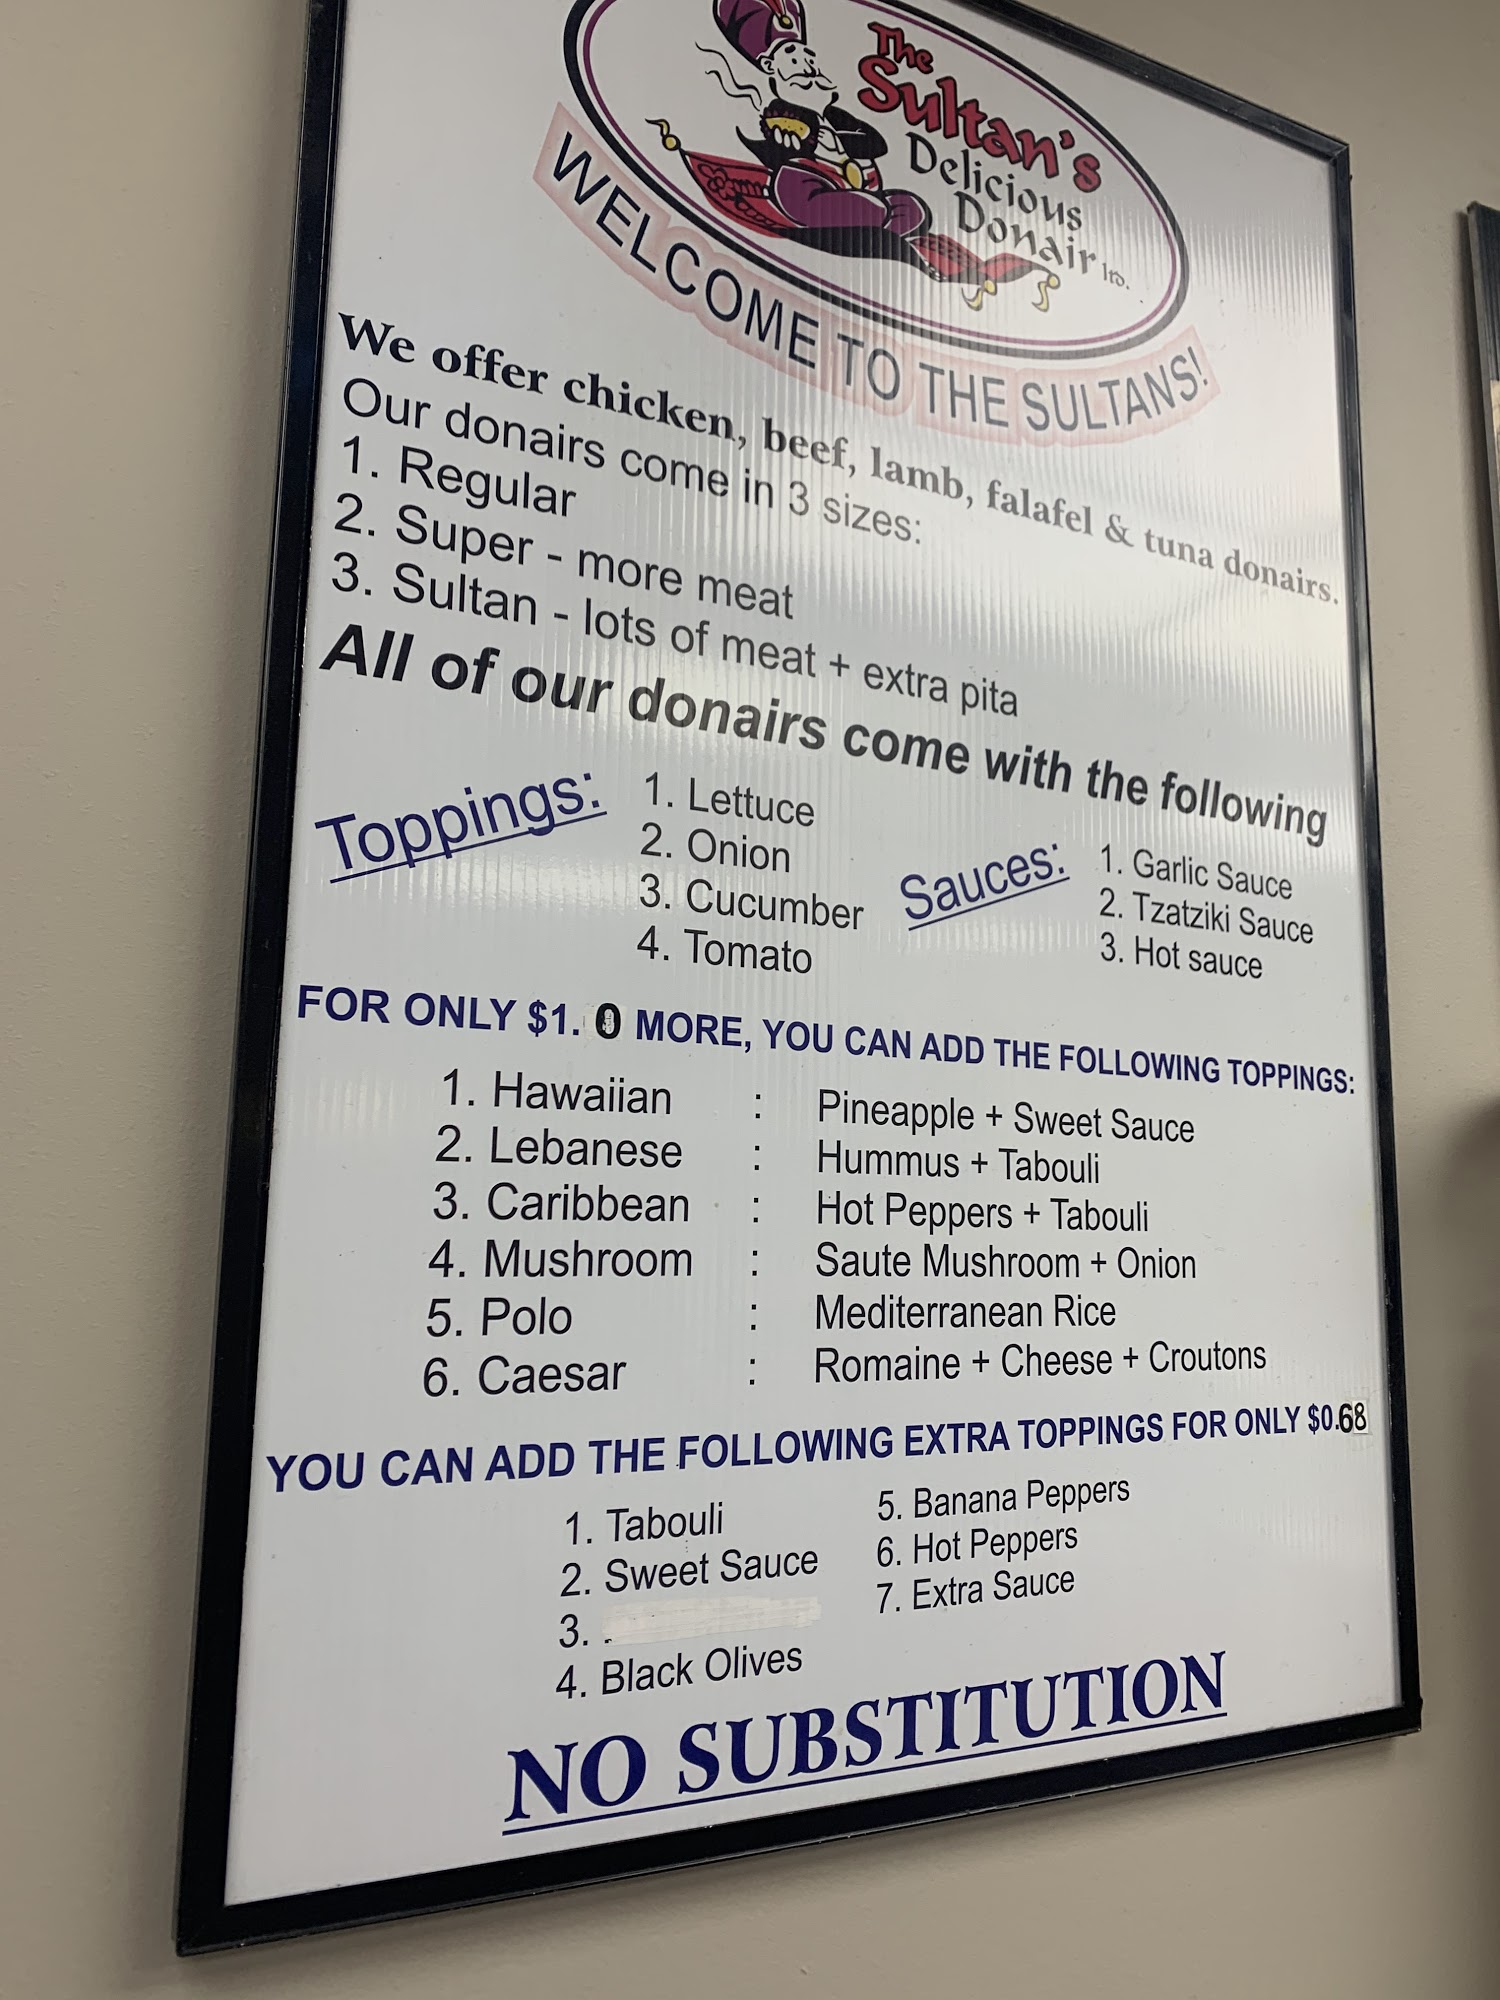 The
Sultan's
Delicious
Donair LTD.
WELCOME TO THE SULTANS!
We offer chicken, beef, lamb, falafel & tuna donairs.
Our donairs come in 3 sizes:
1. Regular
2. Super - more meat
3. Sultan - lots of meat + extra pita
All of our donairs come with the following
Toppings:
1. Lettuce
2. Onion
3. Cucumber
4. Tomato
Sauces:
1. Garlic Sauce
2. Tzatziki Sauce
3. Hot sauce
FOR ONLY $1. 0 MORE, YOU CAN ADD THE FOLLOWING TOPPINGS:
1. Hawaiian : Pineapple + Sweet Sauce
2. Lebanese : Hummus + Tabouli
3. Caribbean : Hot Peppers + Tabouli
4. Mushroom : Saute Mushroom + Onion
5. Polo : Mediterranean Rice
6. Caesar : Romaine + Cheese + Croutons
YOU CAN ADD THE FOLLOWING EXTRA TOPPINGS FOR ONLY $0.68
1. Tabouli
2. Sweet Sauce
3.
4. Black Olives
5. Banana Peppers
6. Hot Peppers
7. Extra Sauce
NO SUBSTITUTION